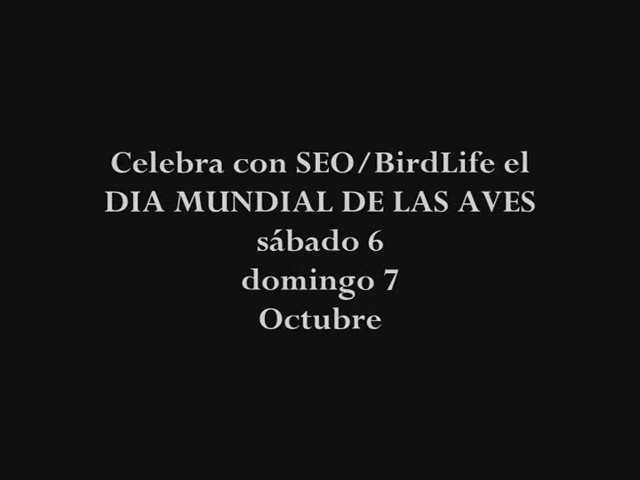 Celebra con SEO/BirdLife el
DIA MUNDIAL DE LAS AVES
sábado 6
domingo 7
Octubre